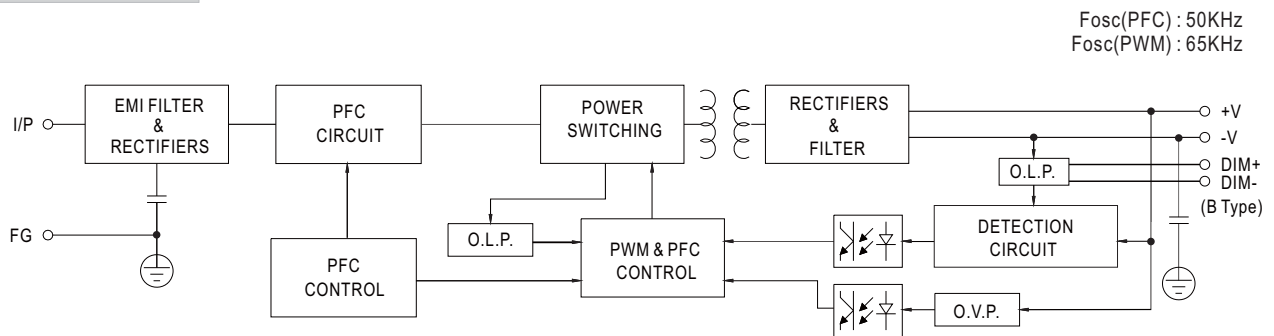 Fosc(PFC) : 50KHz
Fosc(PWM) : 65KHz
EMI FILTER
&
RECTIFIERS
PFC
CIRCUIT
POWER
SWITCHING
RECTIFIERS
&
FILTER
I/P
+V
-V
O.L.P.
DIM+
DIM-
(B Type)
FG
O.L.P.
PFC
CONTROL
PWM & PFC
CONTROL
DETECTION
CIRCUIT
O.V.P.